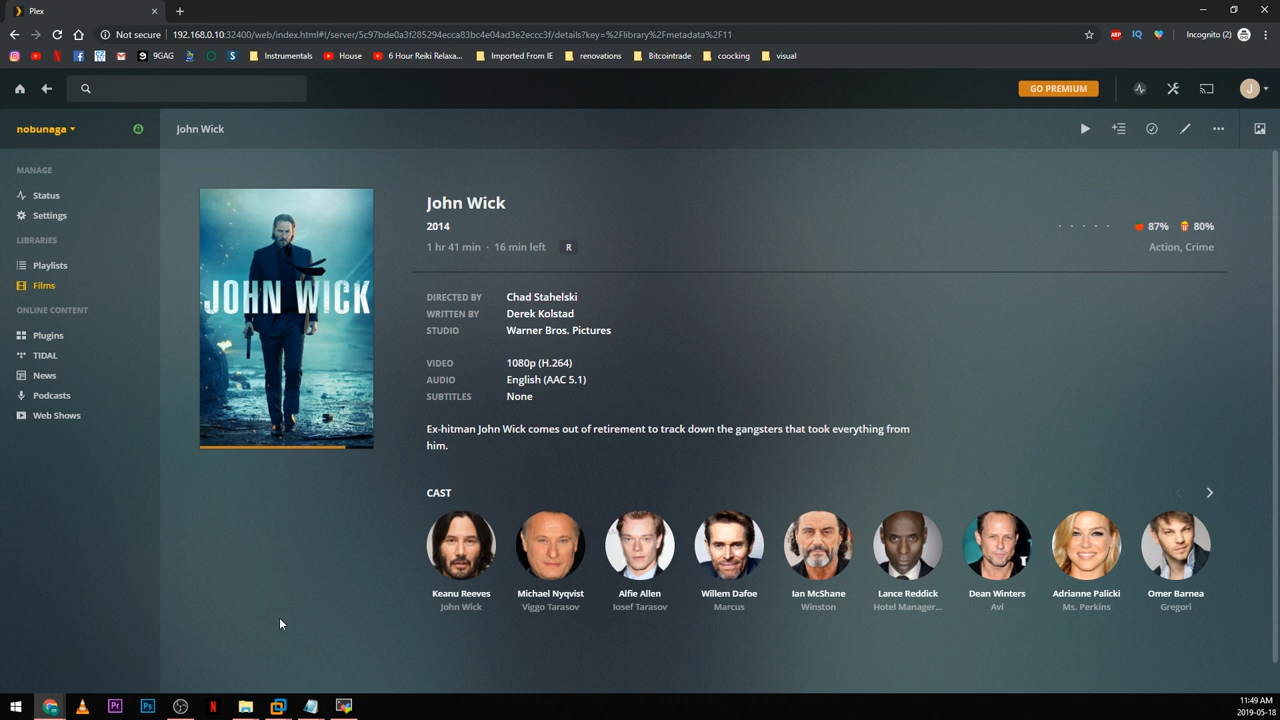 Plex
Not secure
192.168.0.10:32400/web/index.html#!/server/5c97bde0a3f285294ecca83bc4e04ad3e2eccc3f/details?key=%2Flibrary%2Fmetadata%2F11
ABP
IQ
Incognito (2)
9GAG
Instrumentals
House
6 Hour Reiki Relaxa...
Imported From IE
renovations
Bitcointrade
coocking
visual
GO PREMIUM
J
nobunaga
John Wick
MANAGE
Status
Settings
LIBRARIES
Playlists
Films
ONLINE CONTENT
Plugins
TIDAL
News
Podcasts
Web Shows
JOHN WICK
John Wick
2014
87%
80%
1 hr 41 min · 16 min left
R
Action, Crime
DIRECTED BY Chad Stahelski
WRITTEN BY Derek Kolstad
STUDIO Warner Bros. Pictures
VIDEO 1080p (H.264)
AUDIO English (AAC 5.1)
SUBTITLES None
Ex-hitman John Wick comes out of retirement to track down the gangsters that took everything from
him.
CAST
Keanu Reeves
John Wick
Michael Nyqvist
Viggo Tarasov
Alfie Allen
Iosef Tarasov
Willem Dafoe
Marcus
Ian McShane
Winston
Lance Reddick
Hotel Manager...
Dean Winters
Avi
Adrianne Palicki
Ms. Perkins
Omer Barnea
Gregori
Pr
Ps
N
11:49 AM
2019-05-18